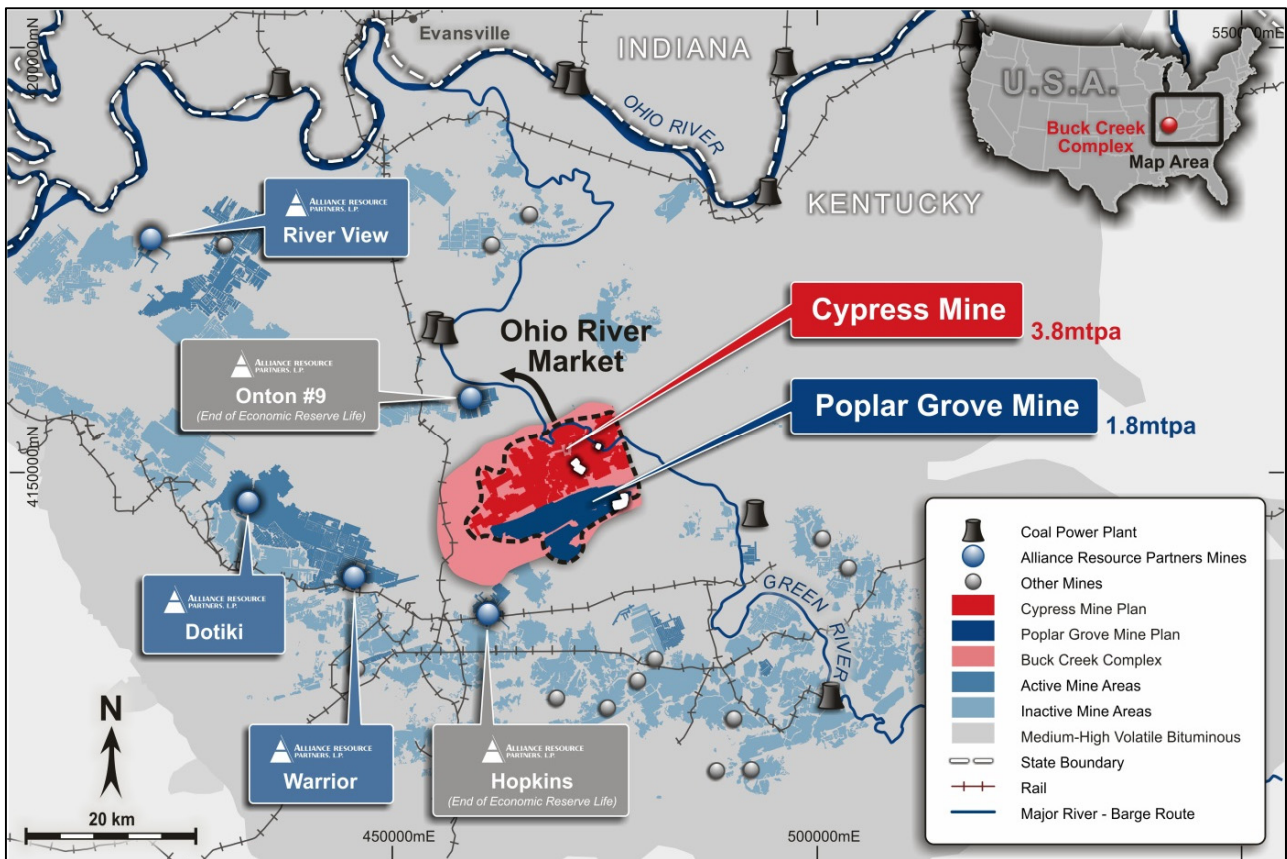 Evansville
INDIANA
550000mE
4200000mN
U.S.A.
OHIO RIVER
Buck Creek
Complex
Map Area
KENTUCKY
ALLIANCE RESOURCE
PARTNERS, L.P.
River View
Cypress Mine
3.8mtpa
Ohio River
Market
ALLIANCE RESOURCE
PARTNERS, L.P.
Onton #9
(End of Economic Reserve Life)
Poplar Grove Mine
1.8mtpa
4150000mN
ALLIANCE RESOURCE
PARTNERS, L.P.
Dotiki
GREEN RIVER
ALLIANCE RESOURCE
PARTNERS, L.P.
Warrior
ALLIANCE RESOURCE
PARTNERS, L.P.
Hopkins
(End of Economic Reserve Life)
N
20 km
450000mE
500000mE
Coal Power Plant
Alliance Resource Partners Mines
Other Mines
Cypress Mine Plan
Poplar Grove Mine Plan
Buck Creek Complex
Active Mine Areas
Inactive Mine Areas
Medium-High Volatile Bituminous
State Boundary
Rail
Major River - Barge Route